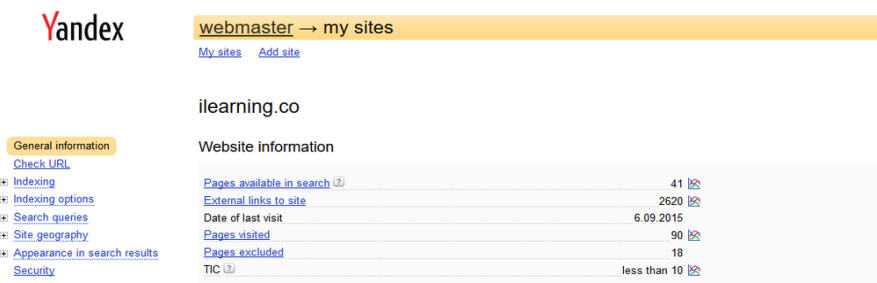 Yandex
webmaster → my sites
My sites Add site
ilearning.co
General information
Check URL
Indexing
Indexing options
Search queries
Site geography
Appearance in search results
Security
Website information
Pages available in search ? 41
External links to site 2620
Date of last visit 6.09.2015
Pages visited 90
Pages excluded 18
TIC ? less than 10